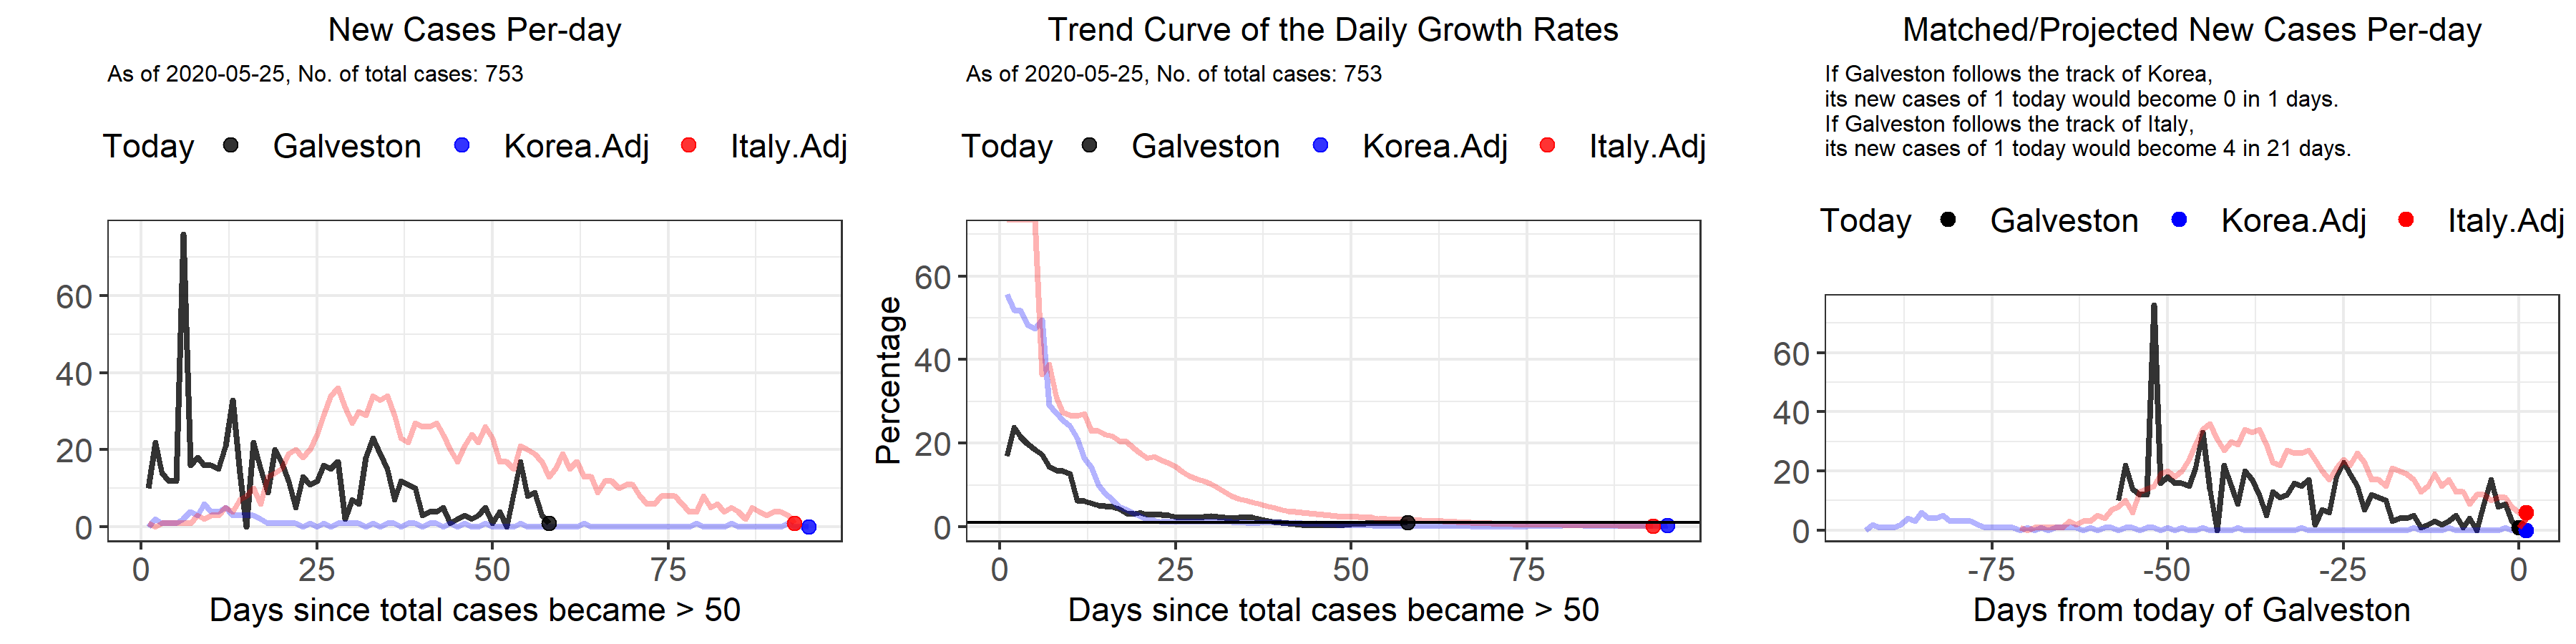 New Cases Per-day
As of 2020-05-25, No. of total cases: 753
Today Galveston Korea.Adj Italy.Adj
60
40
20
0
0 25 50 75
Days since total cases became > 50
Trend Curve of the Daily Growth Rates
As of 2020-05-25, No. of total cases: 753
Today Galveston Korea.Adj Italy.Adj
Percentage
60
40
20
0
0 25 50 75
Days since total cases became > 50
Matched/Projected New Cases Per-day
If Galveston follows the track of Korea,
its new cases of 1 today would become 0 in 1 days.
If Galveston follows the track of Italy,
its new cases of 1 today would become 4 in 21 days.
Today Galveston Korea.Adj Italy.Adj
60
40
20
0
-75 -50 -25 0
Days from today of Galveston